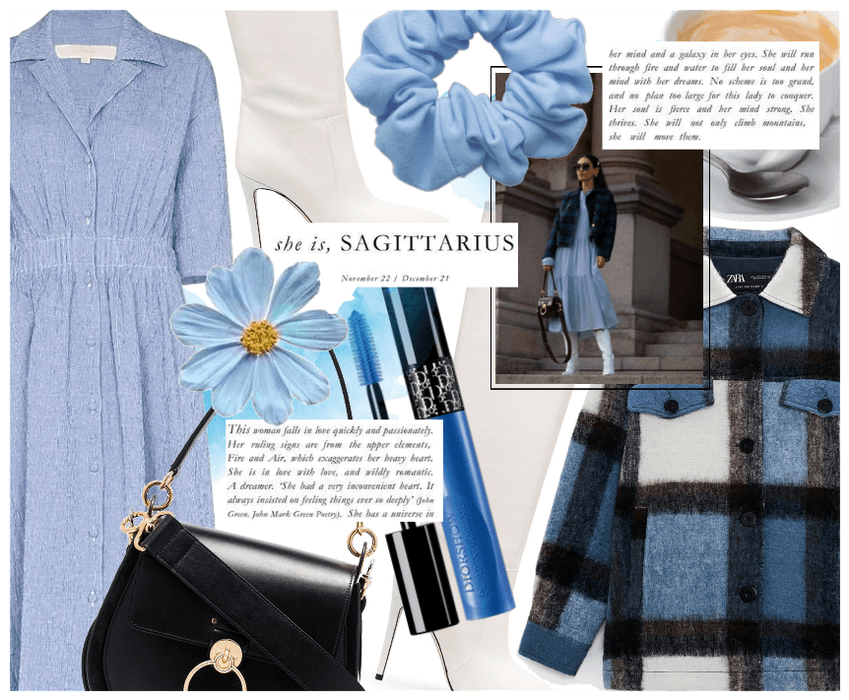 she is, SAGITTARIUS
November 22 / December 21
This woman falls in love quickly and passionately.
Her ruling signs are from the upper elements,
Fire and Air, which exaggerates her heavy heart.
She is in love with love, and wildly romantic.
A dreamer. 'She had a very inconvenient heart. It
always insisted on feeling things ever so deeply' (John
Green, John Mark Green Poetry). She has a universe in
her mind and a galaxy in her eyes. She will run
through fire and water to fill her soul and her
mind with her dreams. No scheme is too grand,
and no plan too large for this lady to conquer.
Her soul is fierce and her mind strong. She
thrives. She will not only climb mountains,
she will move them.
ZARA
DIORSHOW